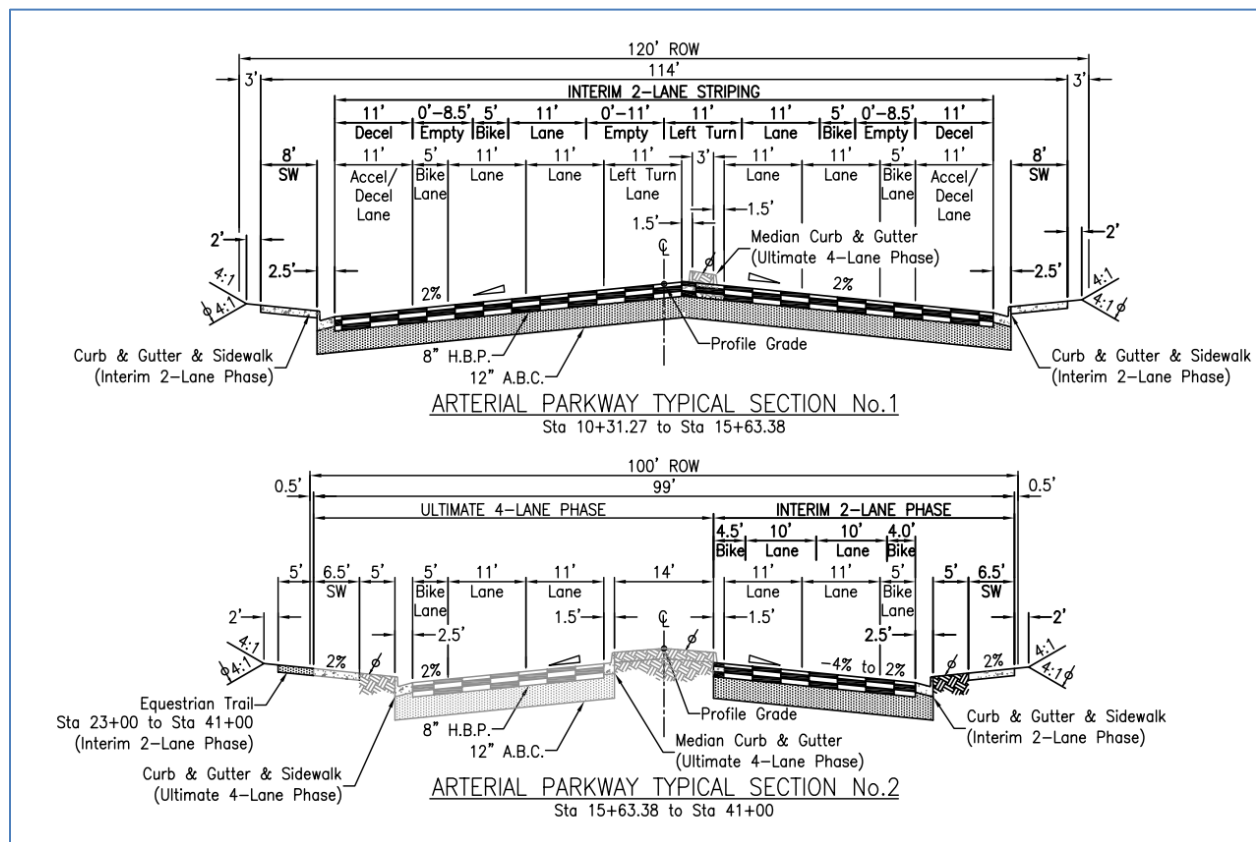 120' ROW
114'
3'
3'
INTERIM 2-LANE STRIPING
11' 0'-8.5' 5' 11' 0'-11' 11' 11' 5' 0'-8.5' 11'
Decel Empty Bike Lane Empty Left Turn Lane Bike Empty Decel
8' 11' 5' 11' 11' 11' 3' 11' 11' 5' 11' 8'
SW Accel/ Decel Lane Bike Lane Lane Lane Left Turn Lane Lane Lane Bike Lane Accel/ Decel Lane SW
1.5'
1.5'
2'
2'
2.5'
2.5'
℄
Median Curb & Gutter
(Ultimate 4-Lane Phase)
4:1
ϕ 4:1
2%
2%
4:1
4:1 ϕ
ϕ
Profile Grade
Curb & Gutter & Sidewalk
(Interim 2-Lane Phase)
8" H.B.P.
12" A.B.C.
Curb & Gutter & Sidewalk
(Interim 2-Lane Phase)
ARTERIAL PARKWAY TYPICAL SECTION No.1
Sta 10+31.27 to Sta 15+63.38
100' ROW
0.5'
99'
0.5'
ULTIMATE 4-LANE PHASE
INTERIM 2-LANE PHASE
4.5' 10' 10' 4.0'
Bike Lane Lane Bike
5' 6.5' 5' 5' 11' 11' 14' 11' 11' 5' 5' 6.5'
SW Bike Lane Lane Lane Lane Lane Bike Lane SW
2'
1.5'
℄
1.5'
2'
2.5'
2.5'
4:1
ϕ 4:1
2%
ϕ
2%
ϕ
-4% to 2%
2%
4:1
4:1 ϕ
Equestrian Trail
Sta 23+00 to Sta 41+00
(Interim 2-Lane Phase)
8" H.B.P.
12" A.B.C.
Profile Grade
Median Curb & Gutter
(Ultimate 4-Lane Phase)
Curb & Gutter & Sidewalk
(Interim 2-Lane Phase)
Curb & Gutter & Sidewalk
(Ultimate 4-Lane Phase)
ARTERIAL PARKWAY TYPICAL SECTION No.2
Sta 15+63.38 to Sta 41+00